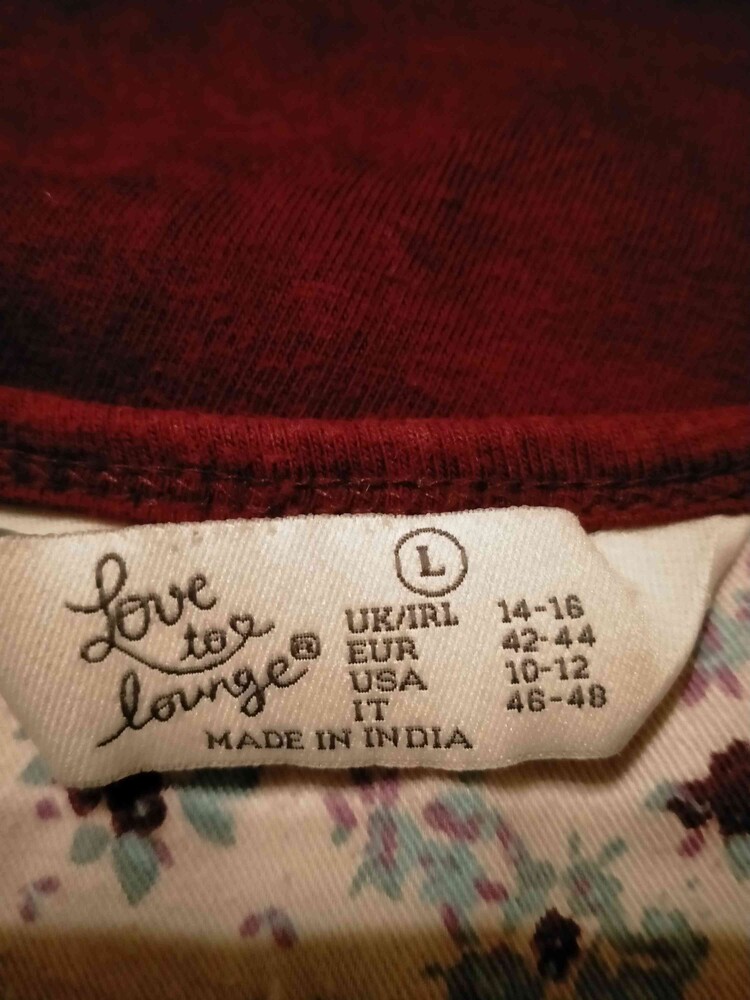 Love
to
lounge®
L
UK/IRL 14-16
EUR 42-44
USA 10-12
IT 46-48
MADE IN INDIA